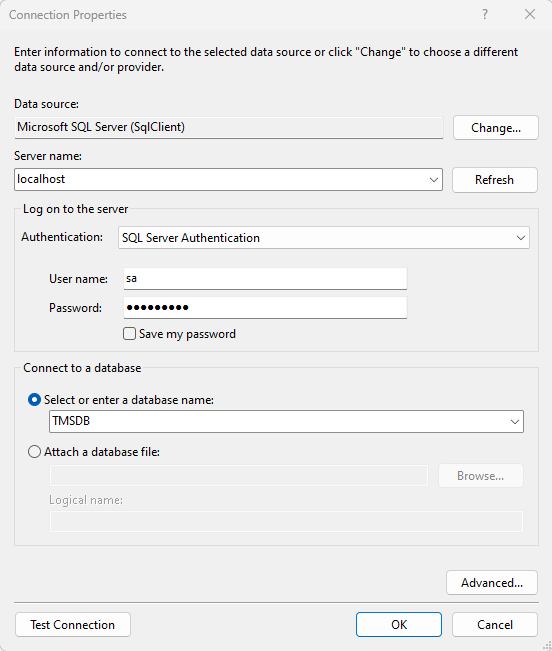 Connection Properties
Enter information to connect to the selected data source or click "Change" to choose a different
data source and/or provider.
Data source:
Microsoft SQL Server (SqlClient)
Change...
Server name:
localhost
Refresh
Log on to the server
Authentication:
SQL Server Authentication
User name:
sa
Password:
●●●●●●●●●
Save my password
Connect to a database
Select or enter a database name:
TMSDB
Attach a database file:
Browse...
Logical name:
Advanced...
Test Connection
OK
Cancel